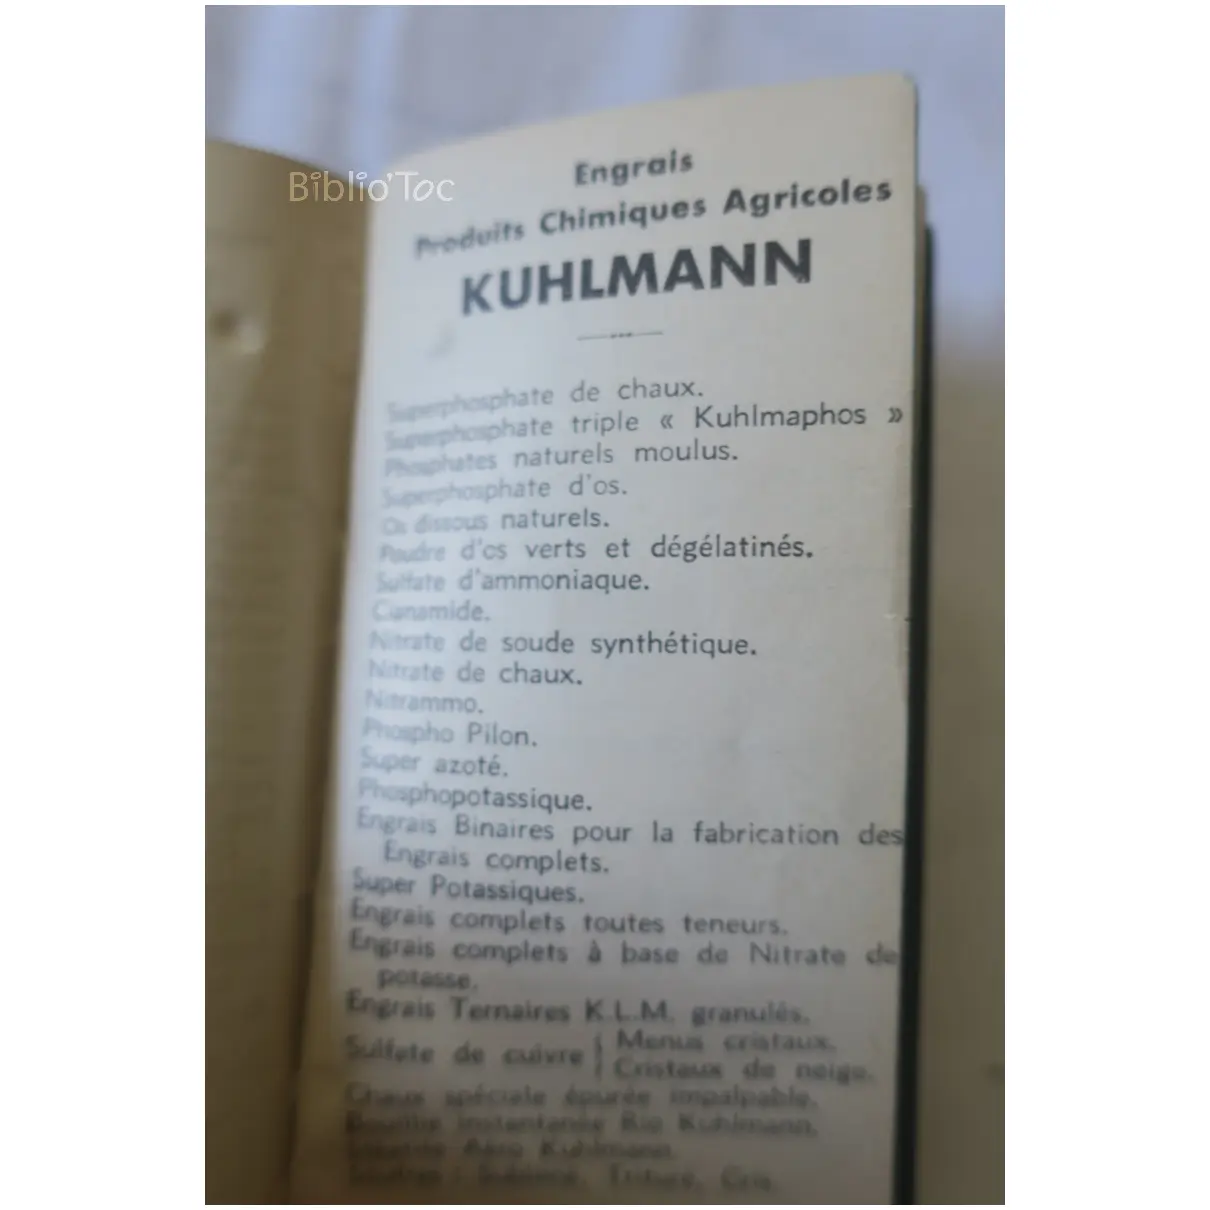 Biblio'Toc
Engrais
Produits Chimiques Agricoles
KUHLMANN
Superphosphate de chaux.
Superphosphate triple « Kuhlmaphos »
Phosphates naturels moulus.
Superphosphate d'os.
Os dissous naturels.
Poudre d'os verts et dégélatinés.
Sulfate d'ammoniaque.
Cianamide.
Nitrate de soude synthétique.
Nitrate de chaux.
Nitrammo.
Phospho Pilon.
Super azoté.
Phosphopotassique.
Engrais Binaires pour la fabrication des
Engrais complets.
Super Potassiques.
Engrais complets toutes teneurs.
Engrais complets à base de Nitrate de
potasse.
Engrais Ternaires K.L.M. granulés.
Sulfate de cuivre { Menus cristaux.
Cristaux de neige.
Chaux spéciale épurée impalpable.
Bouillie instantanée Rio Kuhlmann.
Kuhlmann.
Sublimé, Trituré,